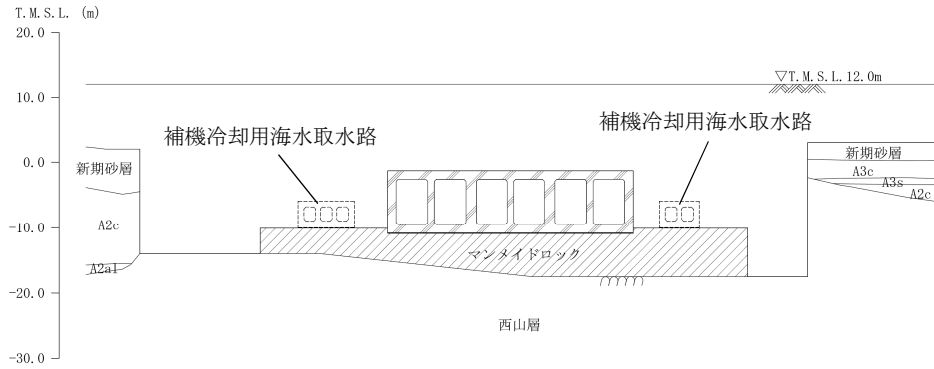 T.M.S.L. (m)
20.0
▽T.M.S.L.12.0m
10.0
補機冷却用海水取水路
補機冷却用海水取水路
新期砂層
0.0
新期砂層
A3c
A3s
A2c
A2c
-10.0
マンメイドロック
A2a1
-20.0
西山層
-30.0